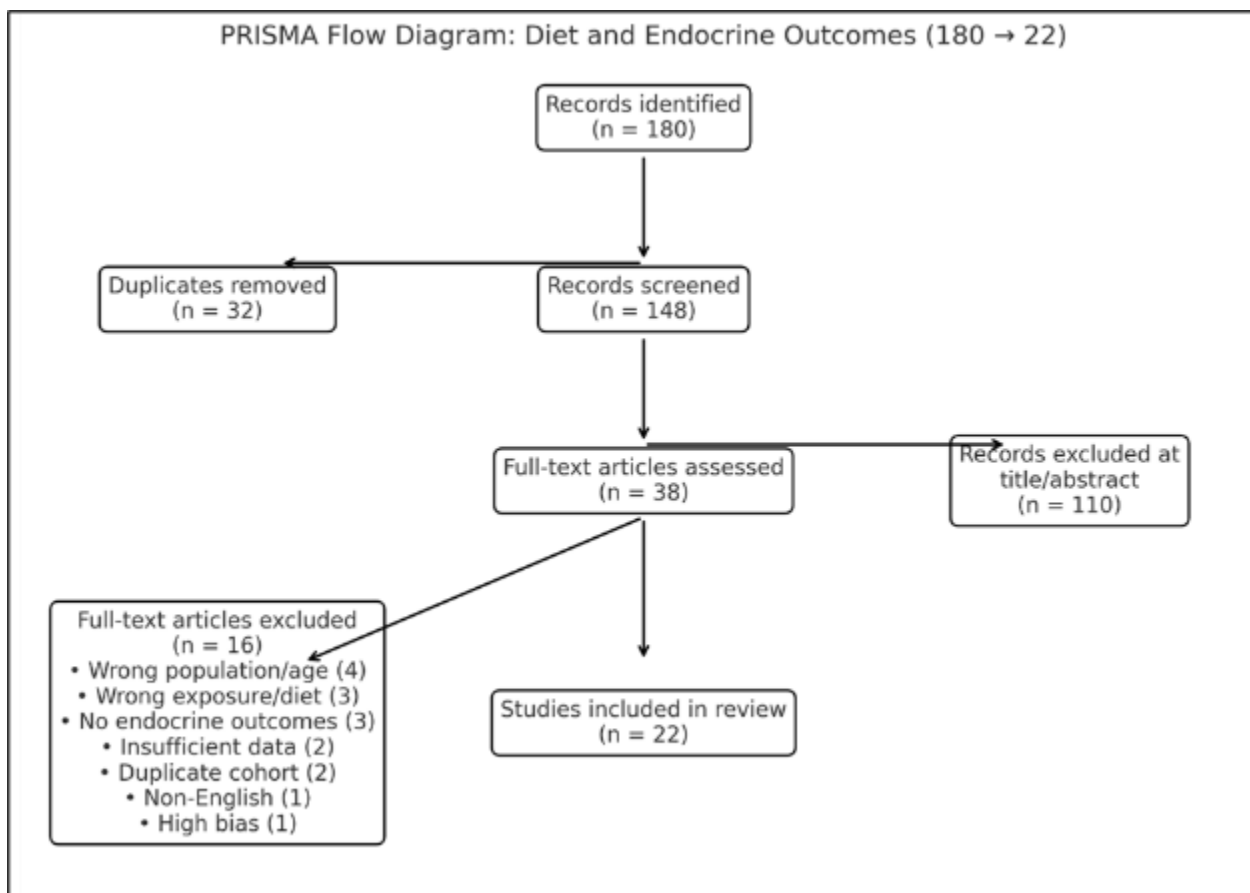 PRISMA Flow Diagram: Diet and Endocrine Outcomes (180 → 22)
Records identified
(n = 180)
Duplicates removed
(n = 32)
Records screened
(n = 148)
Full-text articles assessed
(n = 38)
Records excluded at
title/abstract
(n = 110)
Full-text articles excluded
(n = 16)
• Wrong population/age (4)
• Wrong exposure/diet (3)
• No endocrine outcomes (3)
• Insufficient data (2)
• Duplicate cohort (2)
• Non-English (1)
• High bias (1)
Studies included in review
(n = 22)